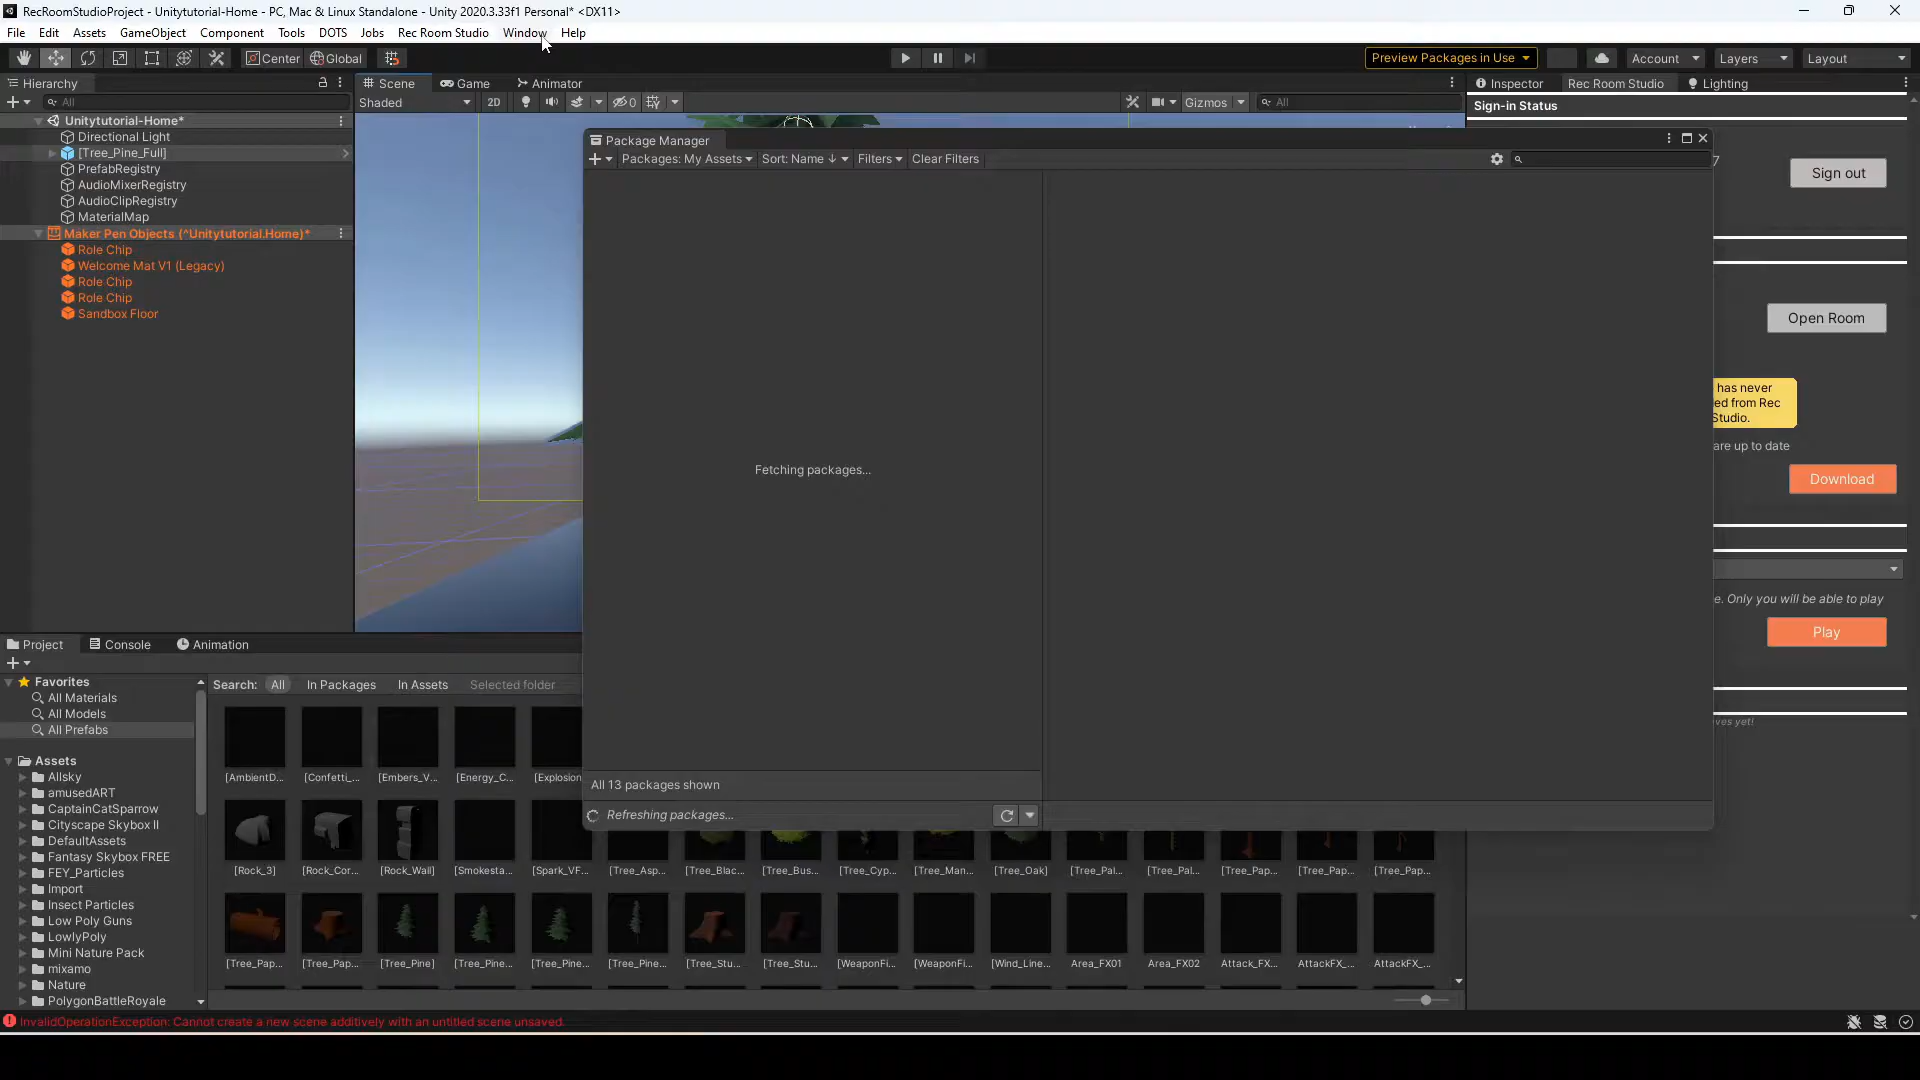 RecRoomStudioProject - Unitytutorial-Home - PC, Mac & Linux Standalone - Unity 2020.3.33f1 Personal* <DX11>
File Edit Assets GameObject Component Tools DOTS Jobs Rec Room Studio Window Help
Center Global Preview Packages in Use Account Layers Layout
Hierarchy Scene Game Animator Inspector Rec Room Studio Lighting
All Shaded 2D 0 Gizmos All Sign-in Status
Unitytutorial-Home*
Directional Light
[Tree_Pine_Full]
PrefabRegistry
AudioMixerRegistry
AudioClipRegistry
MaterialMap
Maker Pen Objects (^Unitytutorial.Home)*
Role Chip
Welcome Mat V1 (Legacy)
Role Chip
Role Chip
Sandbox Floor
Package Manager
Packages: My Assets Sort: Name ↓ Filters Clear Filters
Fetching packages...
All 13 packages shown
Refreshing packages...
7
Sign out
Open Room
has never
ed from Rec
Studio.
are up to date
Download
e. Only you will be able to play
Play
ves yet!
Project Console Animation
Favorites
All Materials
All Models
All Prefabs
Assets
Allsky
amusedART
CaptainCatSparrow
Cityscape Skybox II
DefaultAssets
Fantasy Skybox FREE
FEY_Particles
Import
Insect Particles
Low Poly Guns
LowlyPoly
Mini Nature Pack
mixamo
Nature
PolygonBattleRoyale
Search: All In Packages In Assets Selected folder
[AmbientD... [Confetti_... [Embers_V... [Energy_C... [Explosion
[Rock_3] [Rock_Cor... [Rock_Wall] [Smokesta... [Spark_VF... [Tree_Asp... [Tree_Blac... [Tree_Bus... [Tree_Cyp... [Tree_Man... [Tree_Oak] [Tree_Pal... [Tree_Pal... [Tree_Pap... [Tree_Pap... [Tree_Pap...
[Tree_Pap... [Tree_Pap... [Tree_Pine] [Tree_Pine... [Tree_Pine... [Tree_Pine... [Tree_Stu... [Tree_Stu... [WeaponFi... [WeaponFi... [Wind_Line... Area_FX01 Area_FX02 Attack_FX... AttackFX_... AttackFX_...
InvalidOperationException: Cannot create a new scene additively with an untitled scene unsaved.